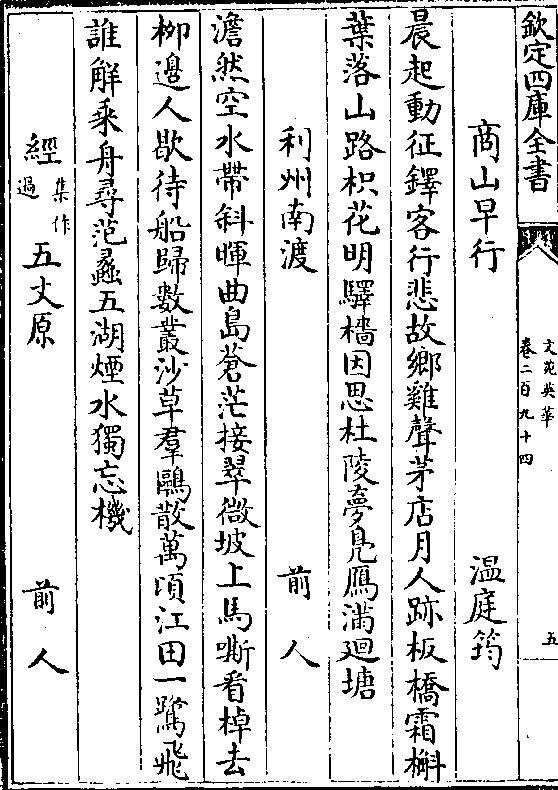 欽定四庫全書
文苑英華
卷二百九十四
五
商山早行 温庭筠
晨起動征鐸客行悲故鄉雞聲茅店月人跡板橋霜槲
葉落山路枳花明驛檣因思杜陵夢鳬鴈滿迴塘
利州南渡 前人
澹然空水帶斜暉曲島蒼茫接翠微坡上馬嘶看棹去
栁邊人歇待船歸數叢沙草羣鷗散萬頃江田一鷺飛
誰解乘舟尋范蠡五湖煙水獨忘機
經集作過五丈原 前人